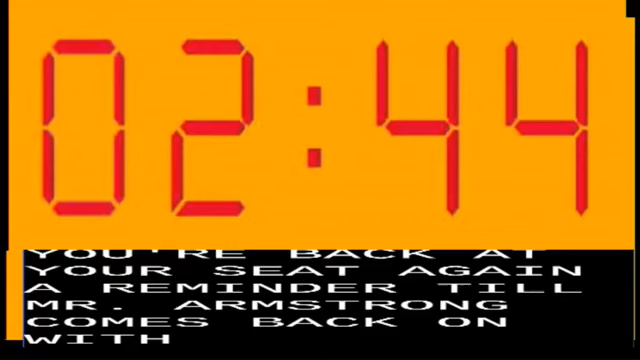 02:44
YOU'RE BACK AT
YOUR SEAT AGAIN
A REMINDER TILL
MR. ARMSTRONG
COMES BACK ON
WITH